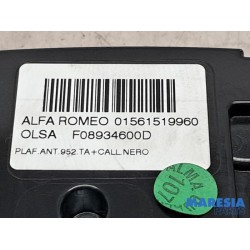 ALFA ROMEO 01561519960
OLSA F08934600D
PLAF.ANT.952 TA+CALL.NERO
MARESIA